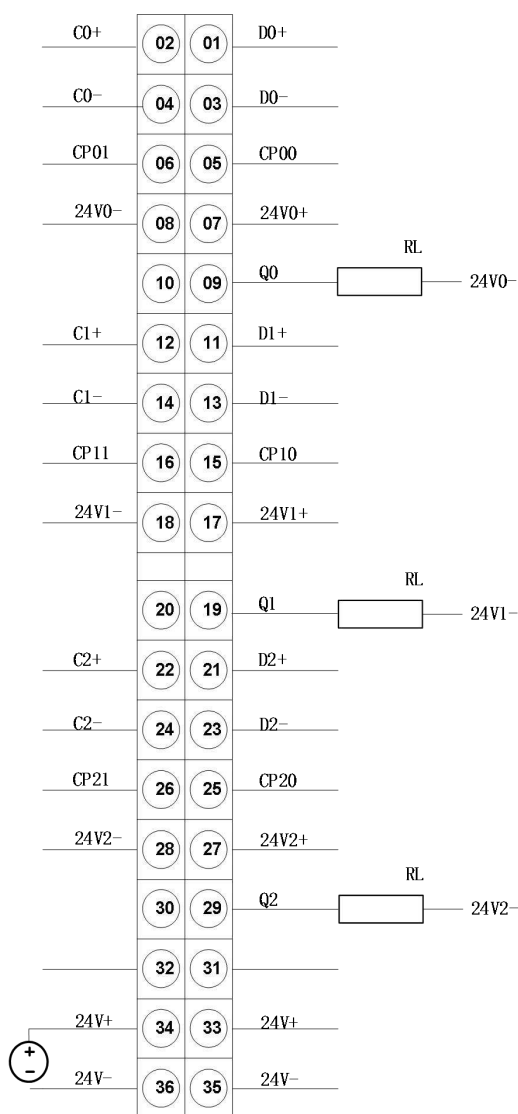 C0+ 02 01 D0+
C0- 04 03 D0-
CP01 06 05 CP00
24V0- 08 07 24V0+
RL
10 09 Q0 24V0-
C1+ 12 11 D1+
C1- 14 13 D1-
CP11 16 15 CP10
24V1- 18 17 24V1+
RL
20 19 Q1 24V1-
C2+ 22 21 D2+
C2- 24 23 D2-
CP21 26 25 CP20
24V2- 28 27 24V2+
RL
30 29 Q2 24V2-
32 31
24V+ 34 33 24V+
+
-
24V- 36 35 24V-